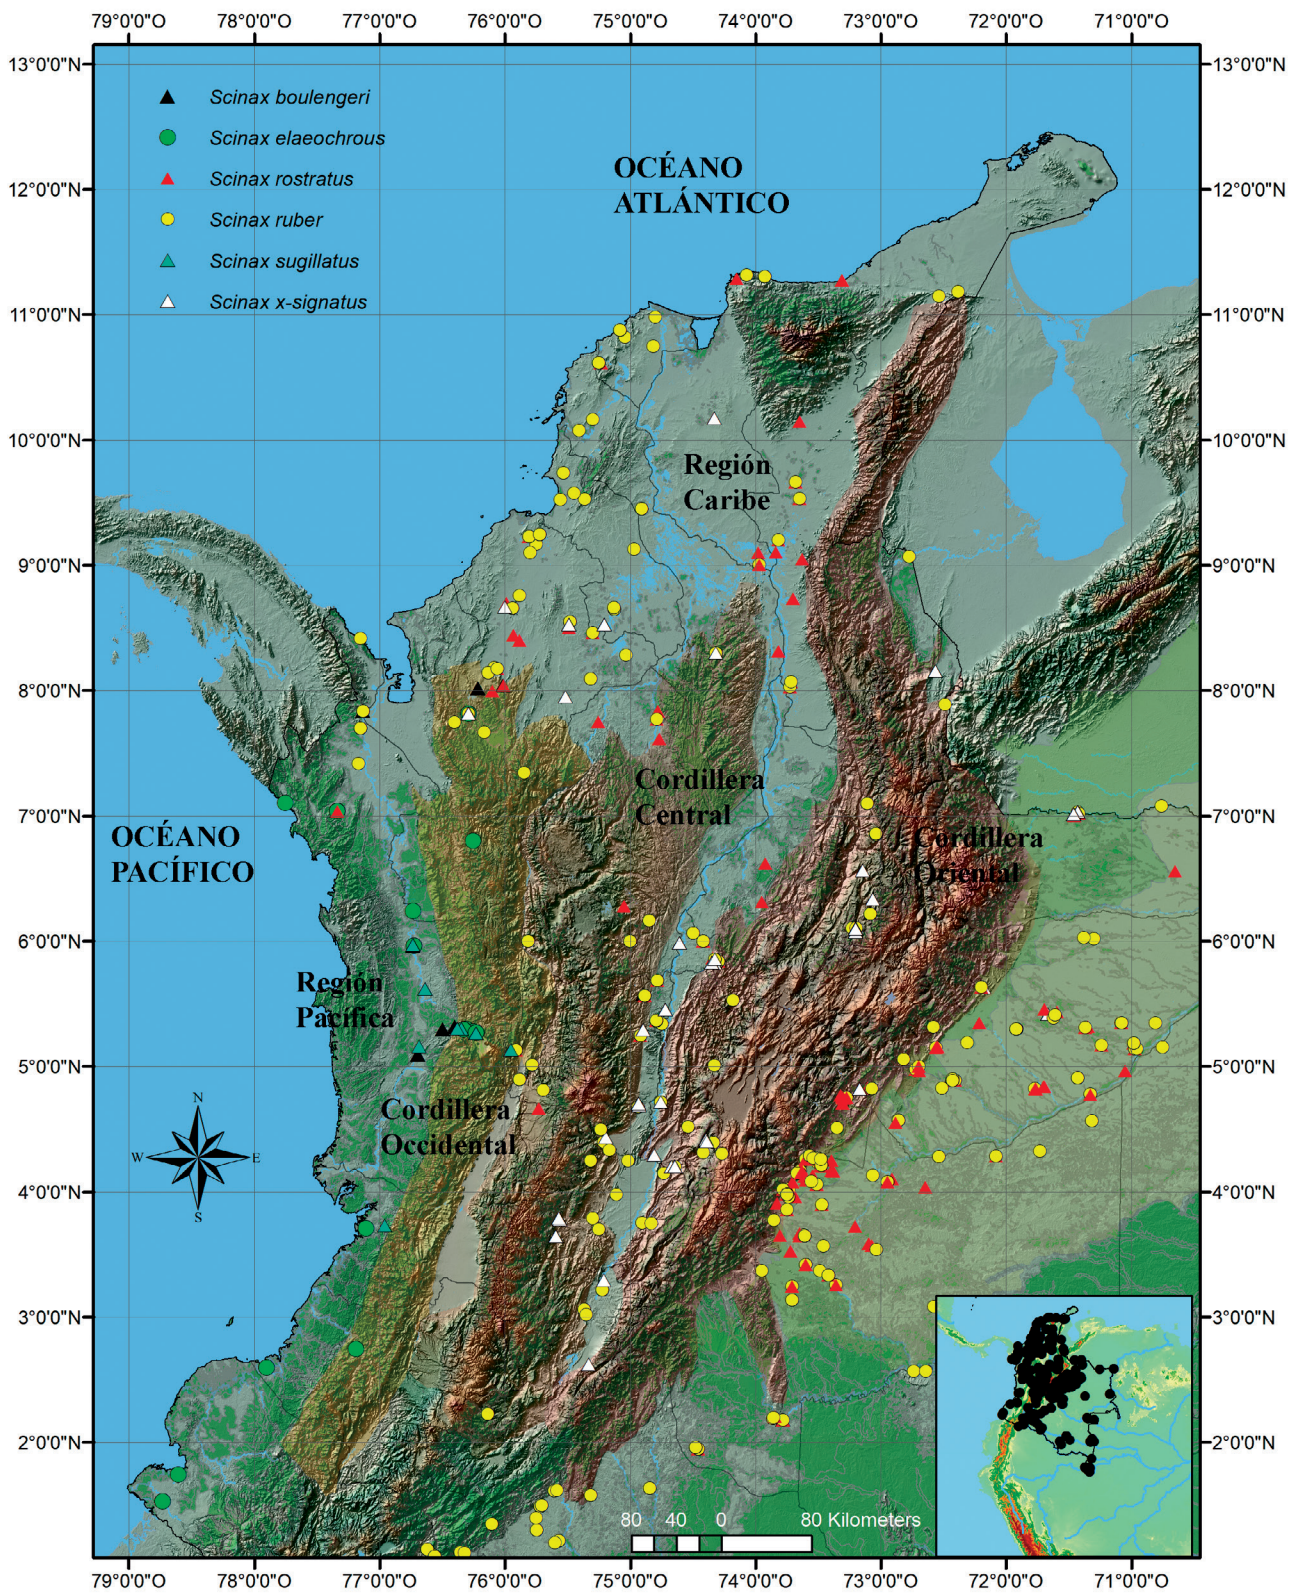 79°0'0"O 78°0'0"O 77°0'0"O 76°0'0"O 75°0'0"O 74°0'0"O 73°0'0"O 72°0'0"O 71°0'0"O
13°0'0"N 13°0'0"N
Scinax boulengeri
Scinax elaeochrous
Scinax rostratus
Scinax ruber
Scinax sugillatus
Scinax x-signatus
OCÉANO
ATLÁNTICO
12°0'0"N 12°0'0"N
11°0'0"N 11°0'0"N
10°0'0"N 10°0'0"N
Región
Caribe
9°0'0"N 9°0'0"N
8°0'0"N 8°0'0"N
Cordillera
Central
7°0'0"N 7°0'0"N
OCÉANO
PACÍFICO
Cordillera
Oriental
6°0'0"N 6°0'0"N
Región
Pacífica
5°0'0"N 5°0'0"N
Cordillera
Occidental
N
W E
S
4°0'0"N 4°0'0"N
3°0'0"N 3°0'0"N
2°0'0"N 2°0'0"N
80 40 0 80 Kilometers
79°0'0"O 78°0'0"O 77°0'0"O 76°0'0"O 75°0'0"O 74°0'0"O 73°0'0"O 72°0'0"O 71°0'0"O